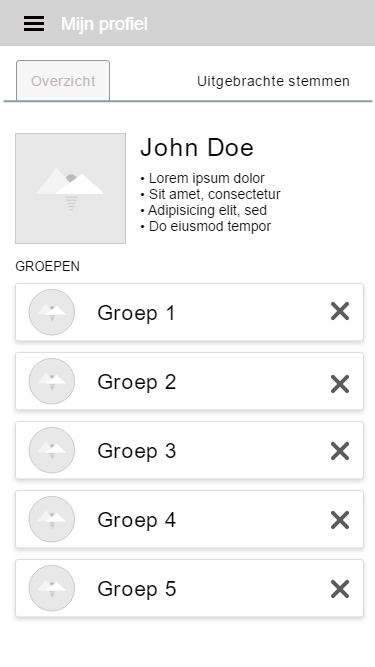 Mijn profiel
Overzicht
Uitgebrachte stemmen
John Doe
• Lorem ipsum dolor
• Sit amet, consectetur
• Adipisicing elit, sed
• Do eiusmod tempor
GROEPEN
Groep 1
Groep 2
Groep 3
Groep 4
Groep 5